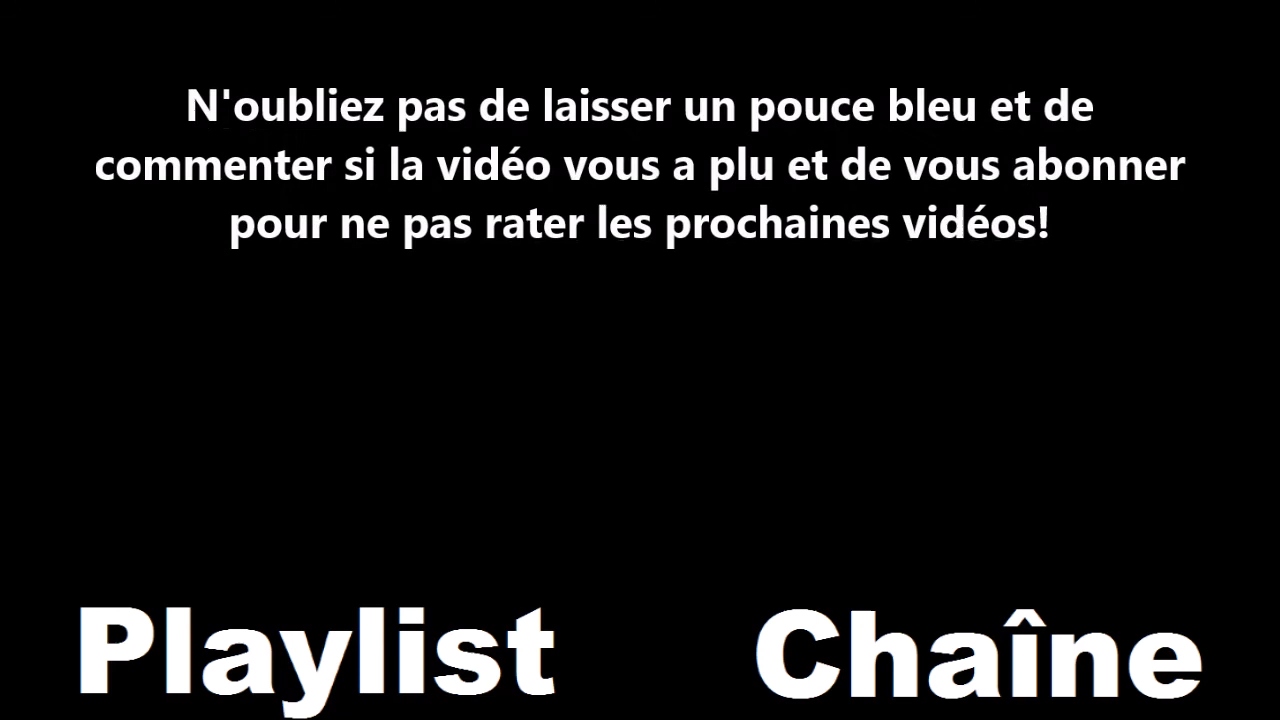 N'oubliez pas de laisser un pouce bleu et de
commenter si la vidéo vous a plu et de vous abonner
pour ne pas rater les prochaines vidéos!
Playlist Chaîne